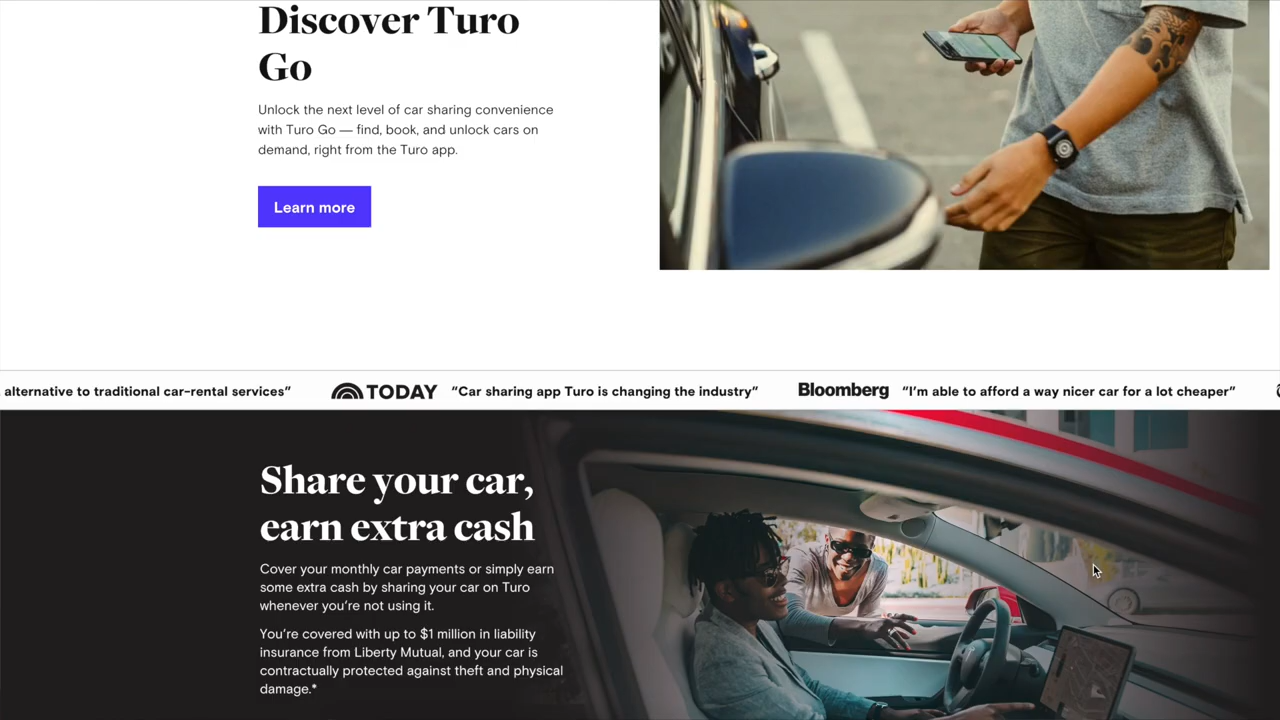 Discover Turo
Go
Unlock the next level of car sharing convenience
with Turo Go — find, book, and unlock cars on
demand, right from the Turo app.
Learn more
alternative to traditional car-rental services” TODAY “Car sharing app Turo is changing the industry” Bloomberg “I’m able to afford a way nicer car for a lot cheaper”
Share your car,
earn extra cash
Cover your monthly car payments or simply earn
some extra cash by sharing your car on Turo
whenever you’re not using it.
You’re covered with up to $1 million in liability
insurance from Liberty Mutual, and your car is
contractually protected against theft and physical
damage.*